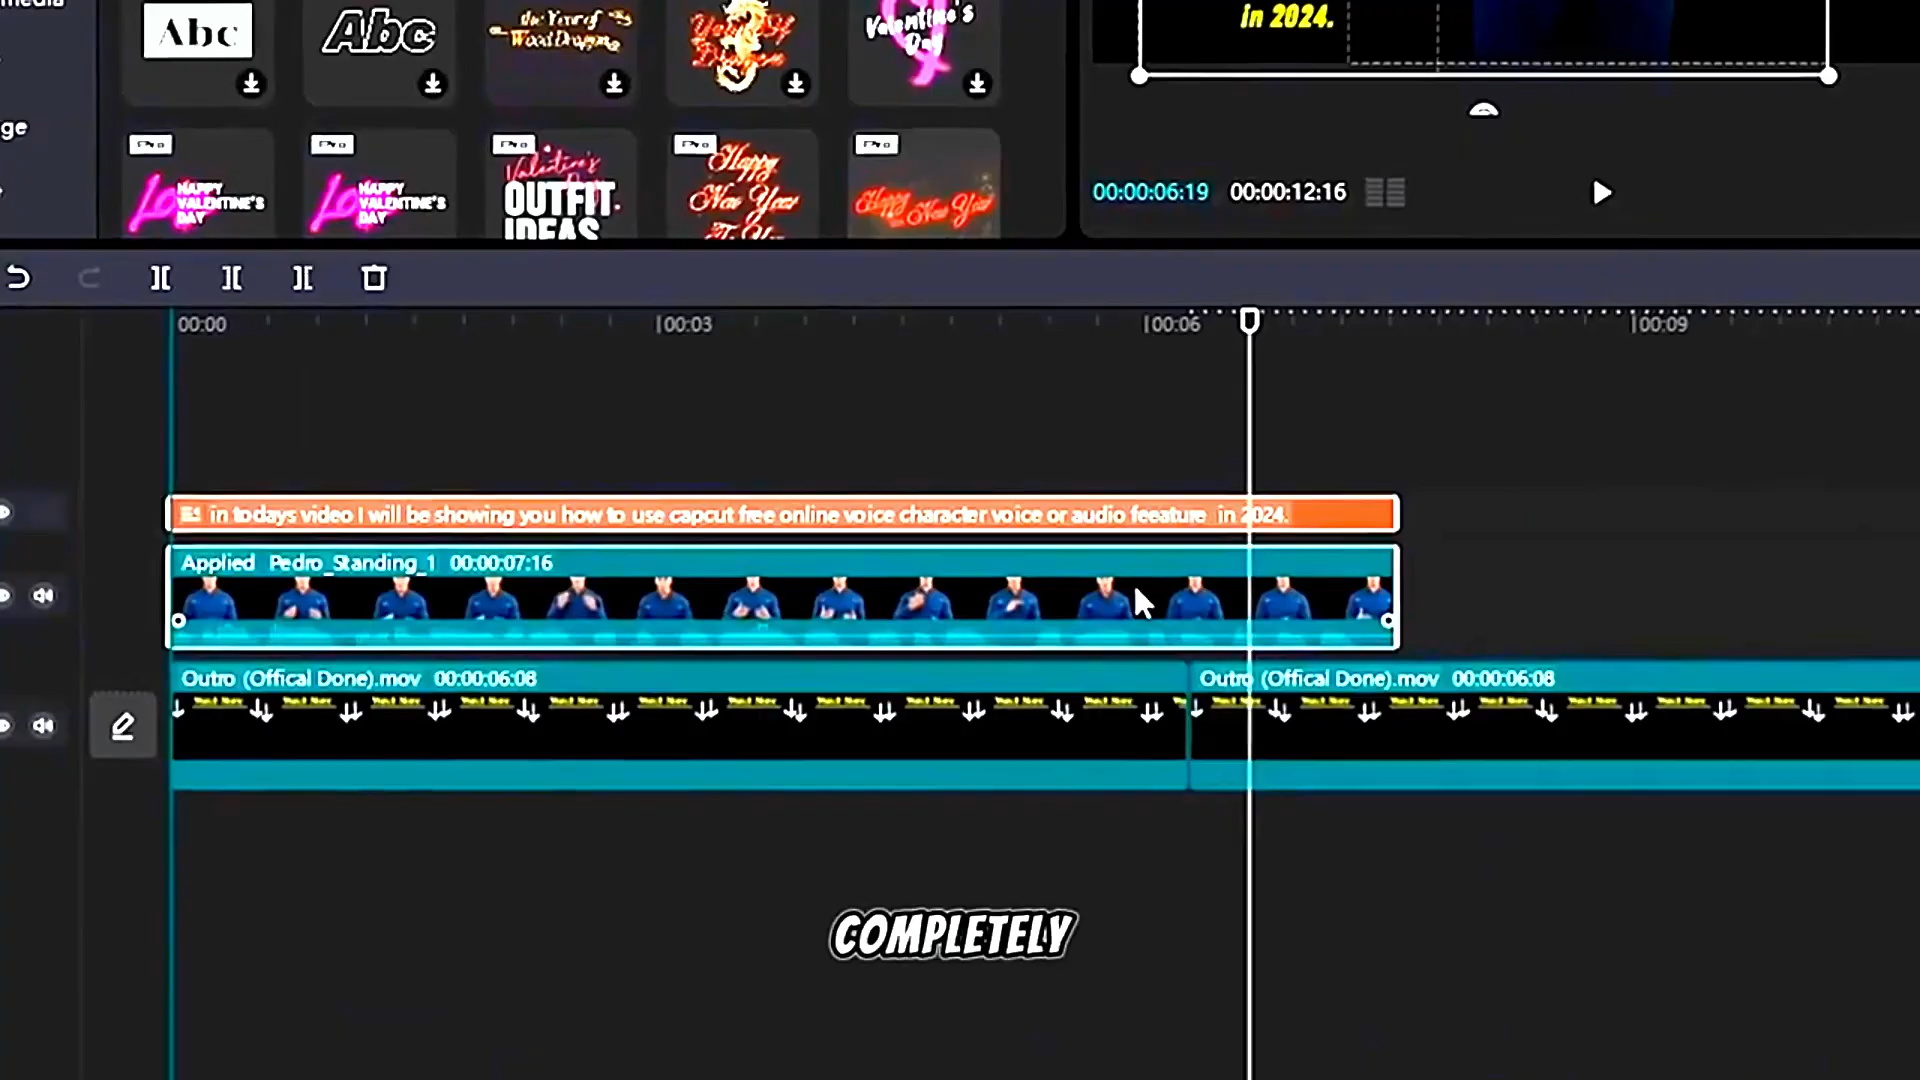 Abc
Abc
the Year of
Wood Dragon
Valentine's
Day
in 2024.
ge
Pro
Pro
Pro
Pro
Pro
HAPPY
VALENTINE'S
DAY
HAPPY
VALENTINE'S
DAY
Valentine's
OUTFIT
IDEAS
Happy
New Year
To You
Happy New Year
00:00:06:19
00:00:12:16
00:00
00:03
00:06
00:09
in todays video I will be showing you how to use capcut free online voice character voice or audio feeature in 2024.
Applied Pedro_Standing_1 00:00:07:16
Outro (Offical Done).mov 00:00:06:08
Outro (Offical Done).mov 00:00:06:08
COMPLETELY